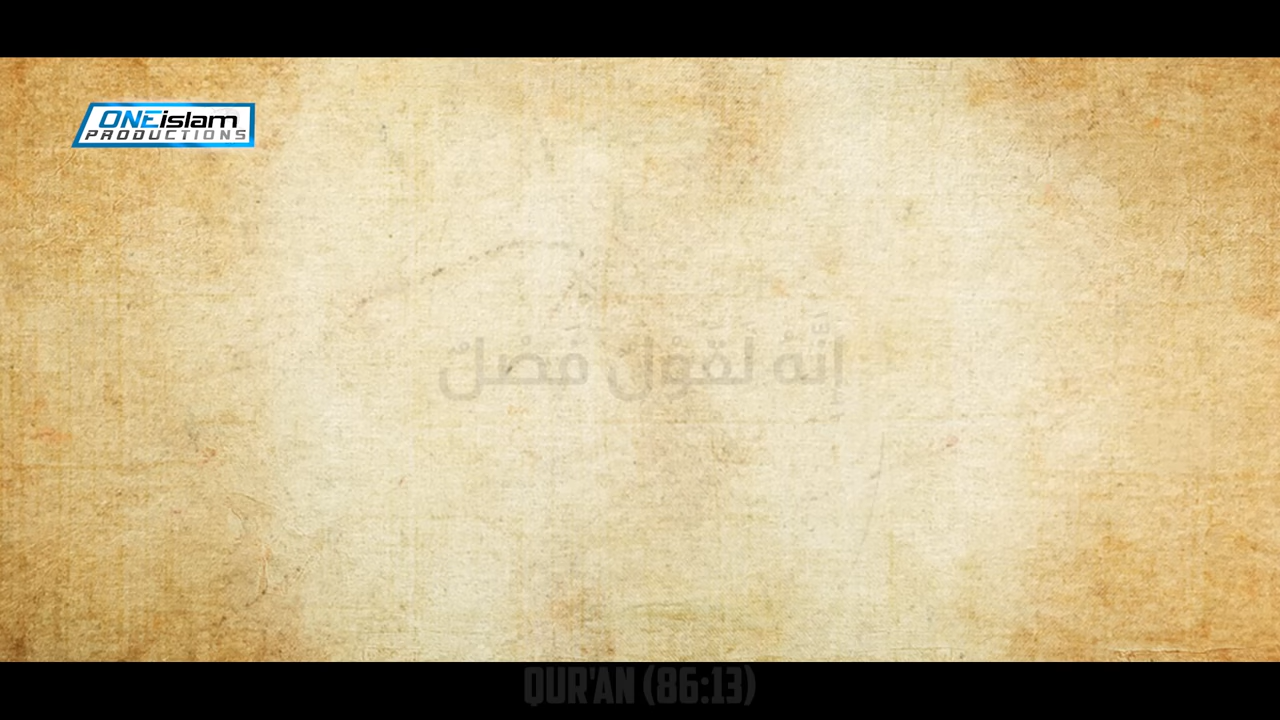 ONEislam
PRODUCTIONS
إِنَّهُ لَقَوْلٌ فَصْلٌ
QUR'AN (86:13)